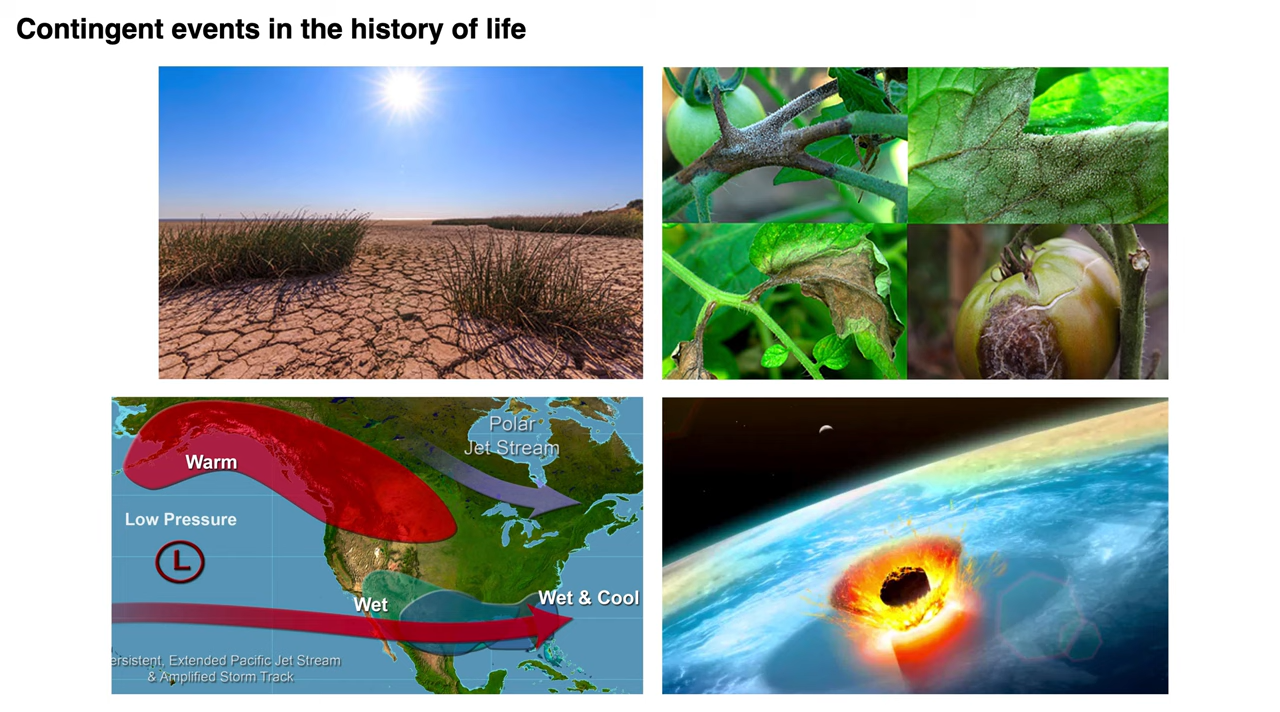 Contingent events in the history of life
Warm
Polar
Jet Stream
Low Pressure
L
Wet
Wet & Cool
ersistent, Extended Pacific Jet Stream
& Amplified Storm Track